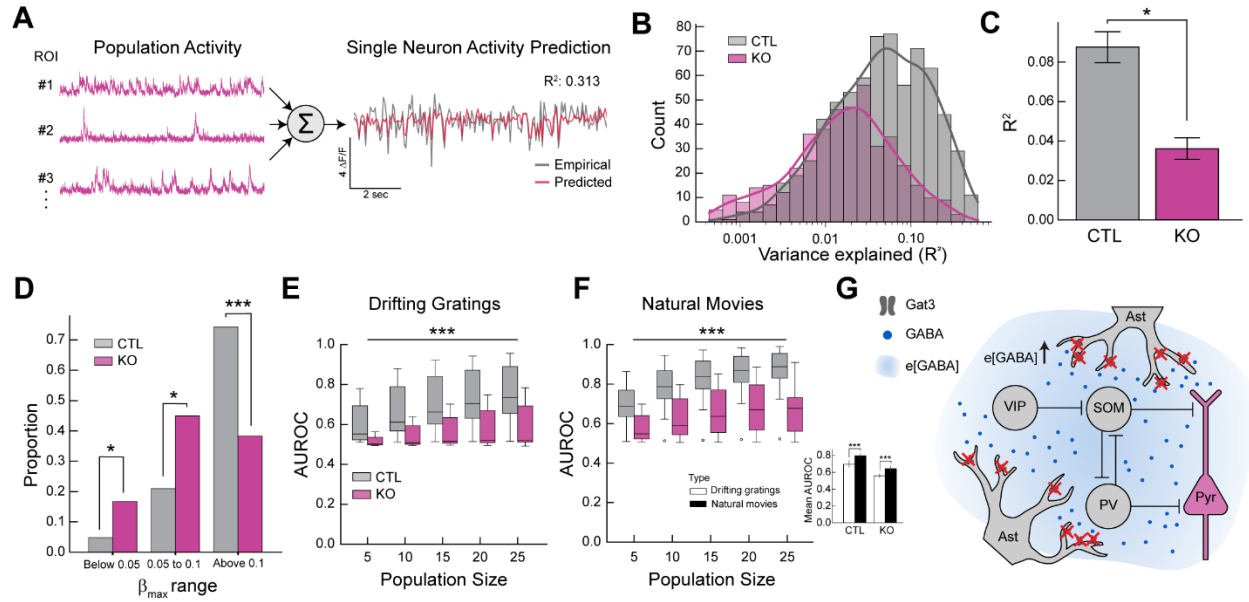 A
Population Activity
Single Neuron Activity Prediction
ROI
#1
#2
#3
Σ
R²: 0.313
4 ΔF/F
2 sec
Empirical
Predicted
B
CTL
KO
Count
80
77
70
60
50
40
30
20
10
0
0.001
0.01
0.10
Variance explained (R²)
C
*
R²
0.08
0.06
0.04
0.02
0.00
CTL
KO
D
CTL
KO
*
*
***
Proportion
0.7
0.6
0.5
0.4
0.3
0.2
0.1
0.0
Below 0.05
0.05 to 0.1
Above 0.1
βmax range
E
Drifting Gratings
***
AUROC
1.0
0.8
0.6
0.4
0.2
0.0
CTL
KO
5
10
15
20
25
Population Size
F
Natural Movies
***
AUROC
1.0
0.8
0.6
0.4
0.2
0.0
5
10
15
20
25
Population Size
Type
Drifting gratings
Natural movies
Mean AUROC
0.8
0.6
0.4
0.2
0.0
***
***
CTL
KO
G
Gat3
GABA
e[GABA]
e[GABA]
Ast
VIP
SOM
PV
Pyr
Ast